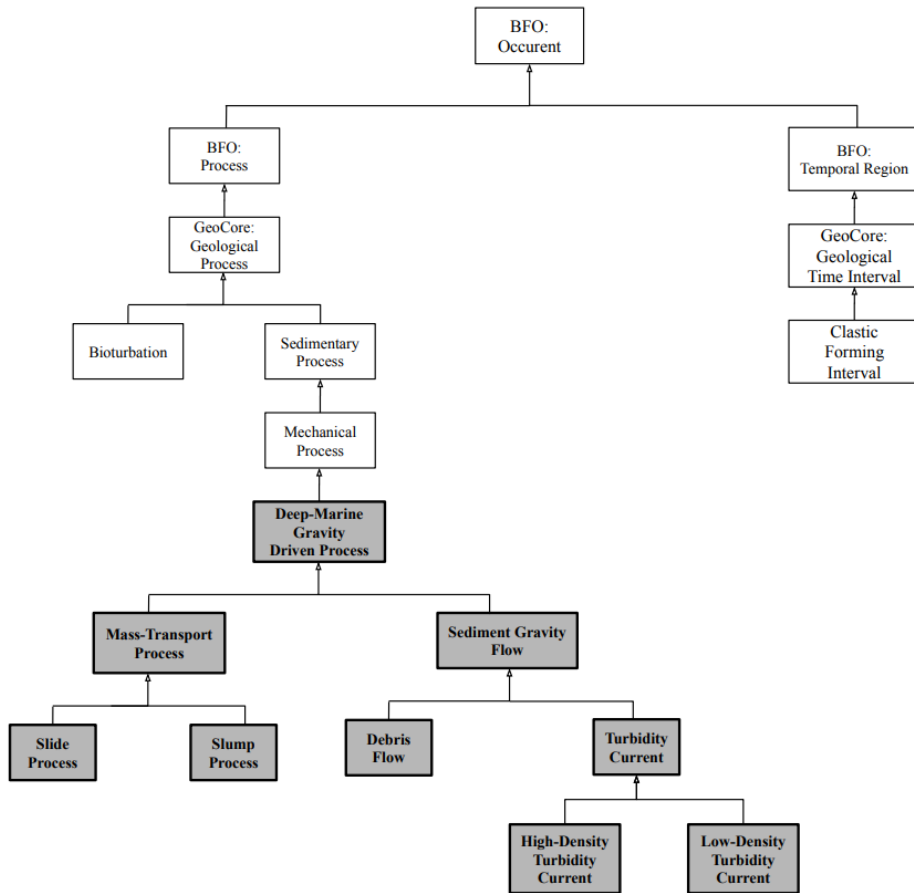 BFO:
Occurent
BFO:
Process
BFO:
Temporal Region
GeoCore:
Geological
Process
GeoCore:
Geological
Time Interval
Bioturbation
Sedimentary
Process
Clastic
Forming
Interval
Mechanical
Process
Deep-Marine
Gravity
Driven Process
Mass-Transport
Process
Sediment Gravity
Flow
Slide
Process
Slump
Process
Debris
Flow
Turbidity
Current
High-Density
Turbidity
Current
Low-Density
Turbidity
Current